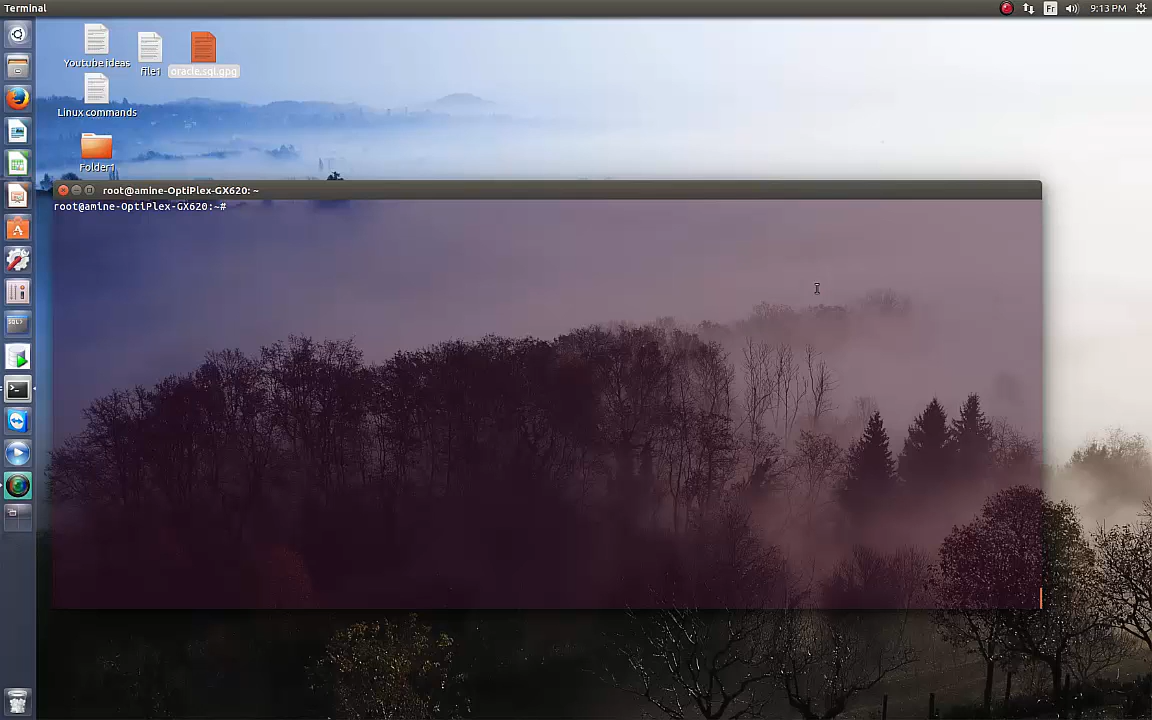 Terminal
Fr
9:13 PM
Youtube ideas
file1
oracle.sql.gpg
Linux commands
Folder1
root@amine-OptiPlex-GX620: ~
root@amine-OptiPlex-GX620:~#